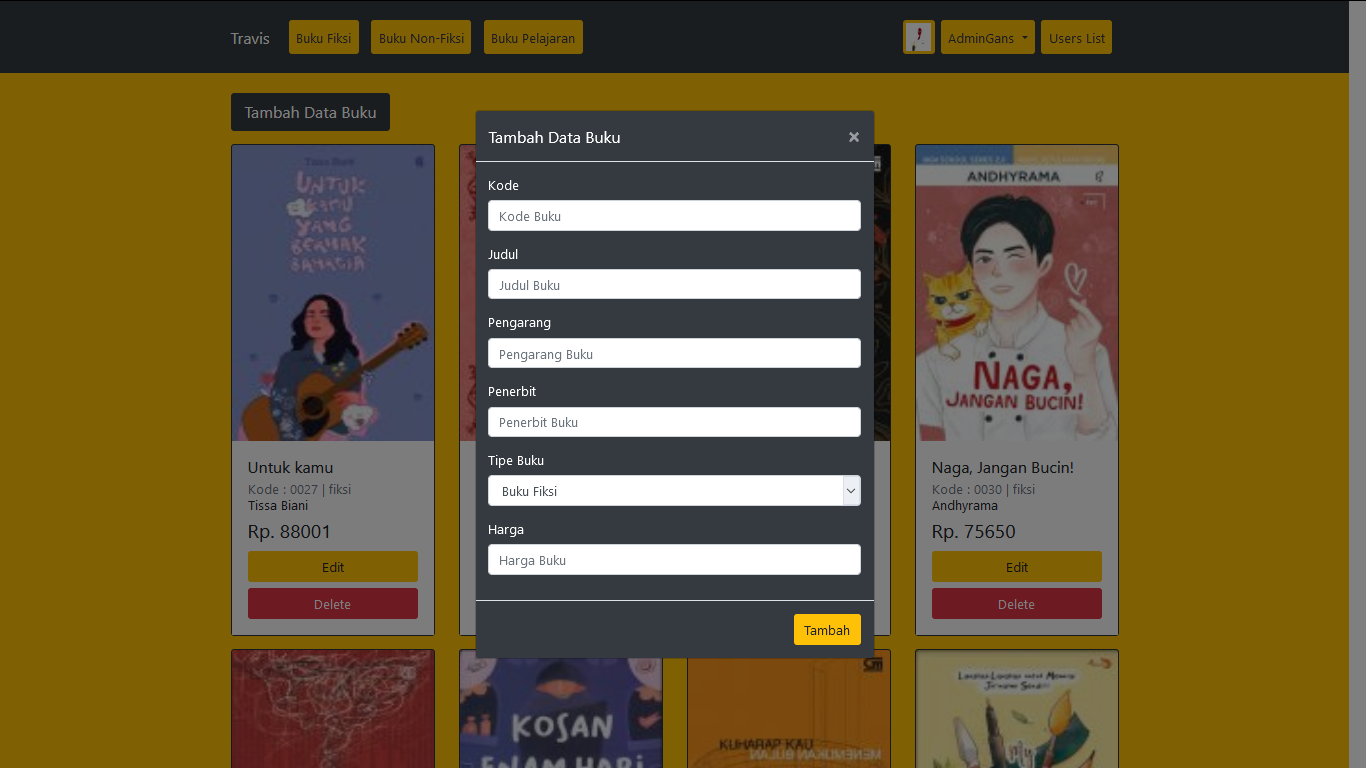 Travis
Buku Fiksi
Buku Non-Fiksi
Buku Pelajaran
AdminGans
Users List
Tambah Data Buku
Tambah Data Buku
×
Kode
Kode Buku
Judul
Judul Buku
Pengarang
Pengarang Buku
Penerbit
Penerbit Buku
Tipe Buku
Buku Fiksi
Harga
Harga Buku
Tambah
Tissa Biani
UNTUK
KAMU
YANG
BERHAK
BAHAGIA
Untuk kamu
Kode : 0027 | fiksi
Tissa Biani
Rp. 88001
Edit
Delete
ANDHYRAMA
NAGA,
JANGAN BUCIN!
Naga, Jangan Bucin!
Kode : 0030 | fiksi
Andhyrama
Rp. 75650
Edit
Delete
KOSAN
ENAM HARI
KUHARAP KAU
MENEMUKAN BULAN